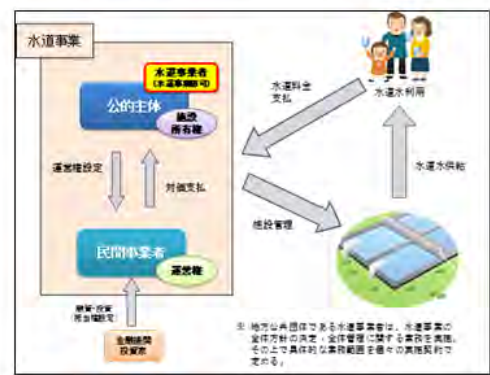 水道事業
水道事業者
(水道事業認可)
公的主体
施設
所有権
運営権設定
対価支払
民間事業者
運営権
融資・投資
(抵当権設定)
金融機関
投資家
水道料金
支払
水道水利用
水道水供給
施設管理
※ 地方公共団体である水道事業者は、水道事業の
全体方針の決定・全体管理に関する業務を実施。
その上で具体的な業務範囲を個々の実施契約で
定める。